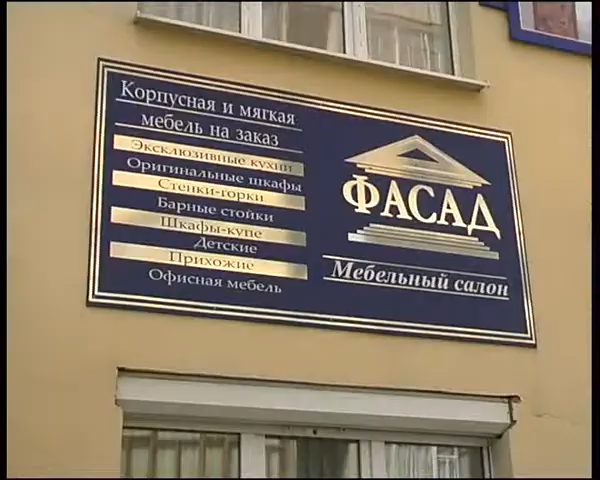 Корпусная и мягкая
мебель на заказ
Эксклюзивные кухни
Оригинальные шкафы
Стенки-горки
Барные стойки
Шкафы-купе
Детские
Прихожие
Офисная мебель
ФАСАД
Мебельный салон